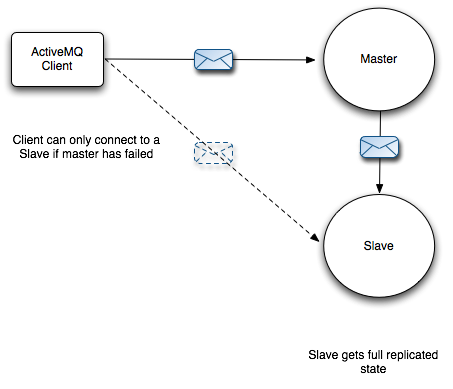 ActiveMQ
Client
Master
Client can only connect to a
Slave if master has failed
Slave
Slave gets full replicated
state